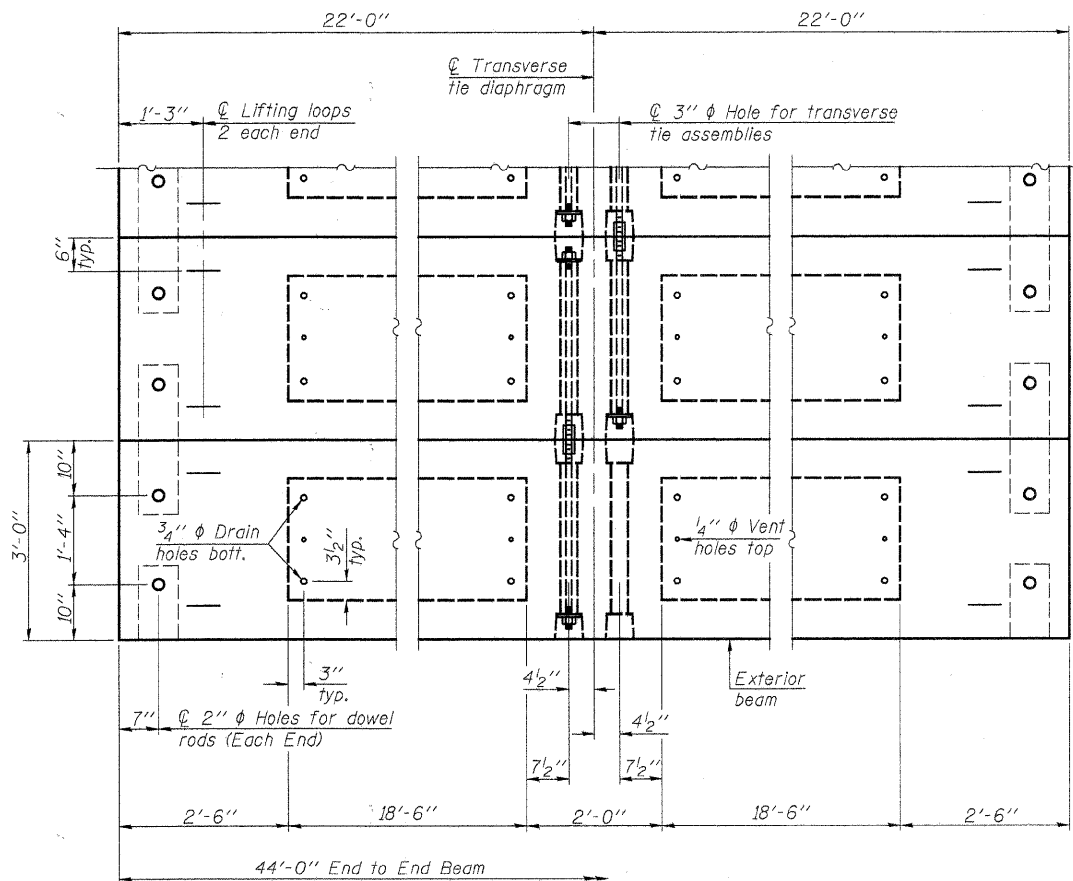 22'-0"
22'-0"
℄ Transverse
tie diaphragm
1'-3"
℄ Lifting loops
2 each end
℄ 3" ϕ Hole for transverse
tie assemblies
6"
typ.
3'-0"
10"
1'-4"
10"
3/4" ϕ Drain
holes bott.
3 1/2"
typ.
1/4" ϕ Vent
holes top
3"
typ.
4 1/2"
Exterior
beam
7"
℄ 2" ϕ Holes for dowel
rods (Each End)
4 1/2"
7 1/2"
7 1/2"
2'-6"
18'-6"
2'-0"
18'-6"
2'-6"
44'-0" End to End Beam